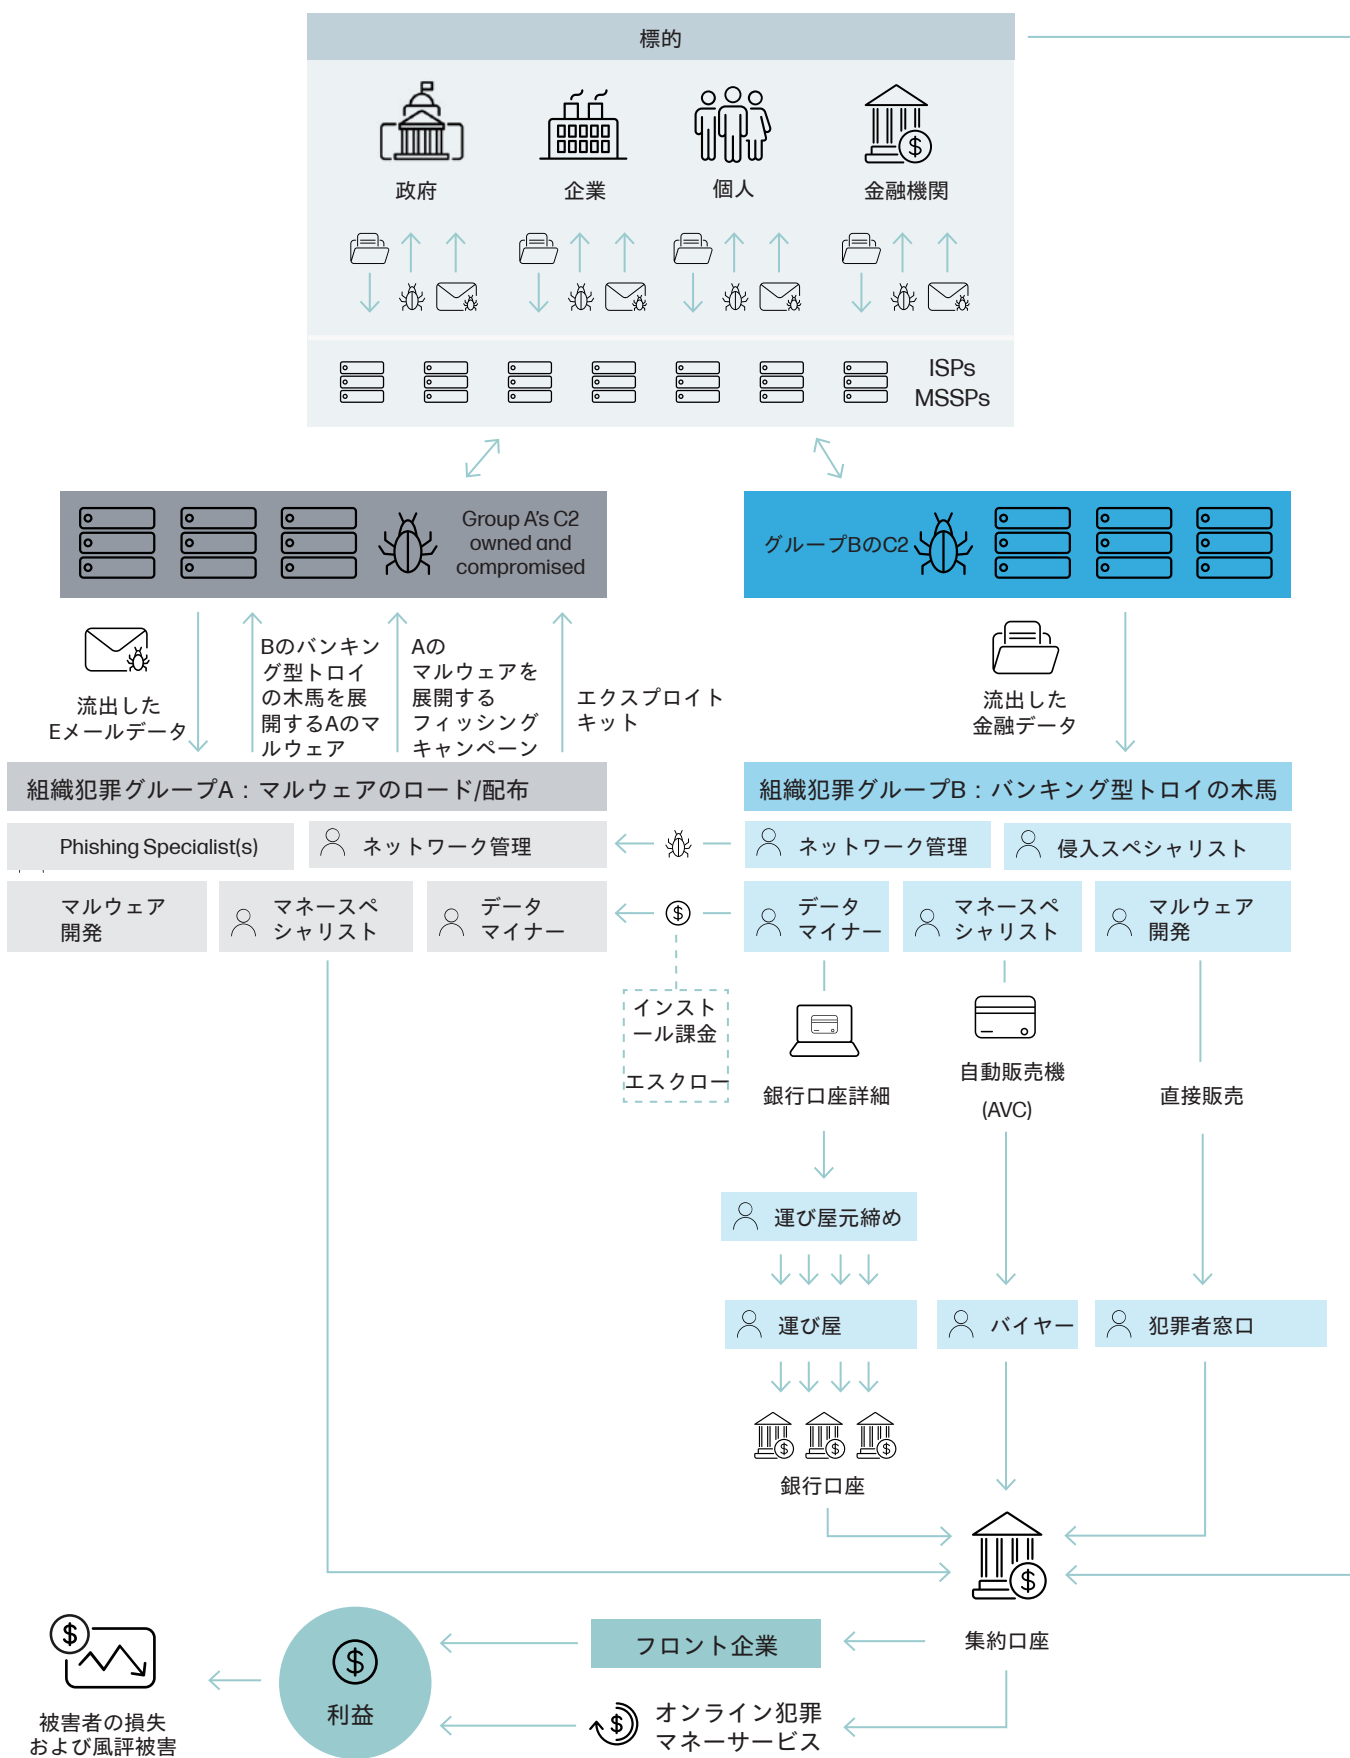 標的
政府
企業
個人
金融機関
ISPs
MSSPs
Group A's C2
owned and
compromised
グループBのC2
流出した
Eメールデータ
Bのバンキン
グ型トロイ
の木馬を展
開するAのマ
ルウェア
Aの
マルウェアを
展開する
フィッシング
キャンペーン
エクスプロイト
キット
流出した
金融データ
組織犯罪グループA：マルウェアのロード/配布
組織犯罪グループB：バンキング型トロイの木馬
Phishing Specialist(s)
ネットワーク管理
ネットワーク管理
侵入スペシャリスト
マルウェア
開発
マネースペ
シャリスト
データ
マイナー
データ
マイナー
マネースペ
シャリスト
マルウェア
開発
インスト
ール課金
エスクロー
銀行口座詳細
自動販売機
(AVC)
直接販売
運び屋元締め
運び屋
バイヤー
犯罪者窓口
銀行口座
集約口座
フロント企業
オンライン犯罪
マネーサービス
利益
被害者の損失
および風評被害